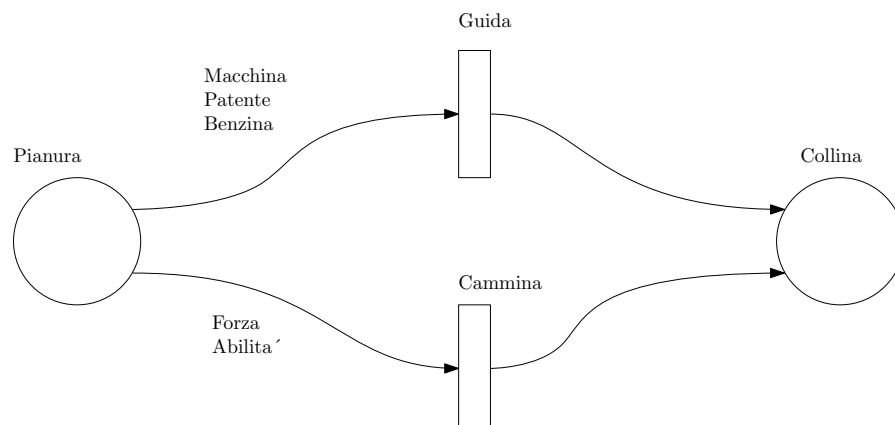 Guida
Macchina
Patente
Benzina
Pianura
Collina
Cammina
Forza
Abilita´